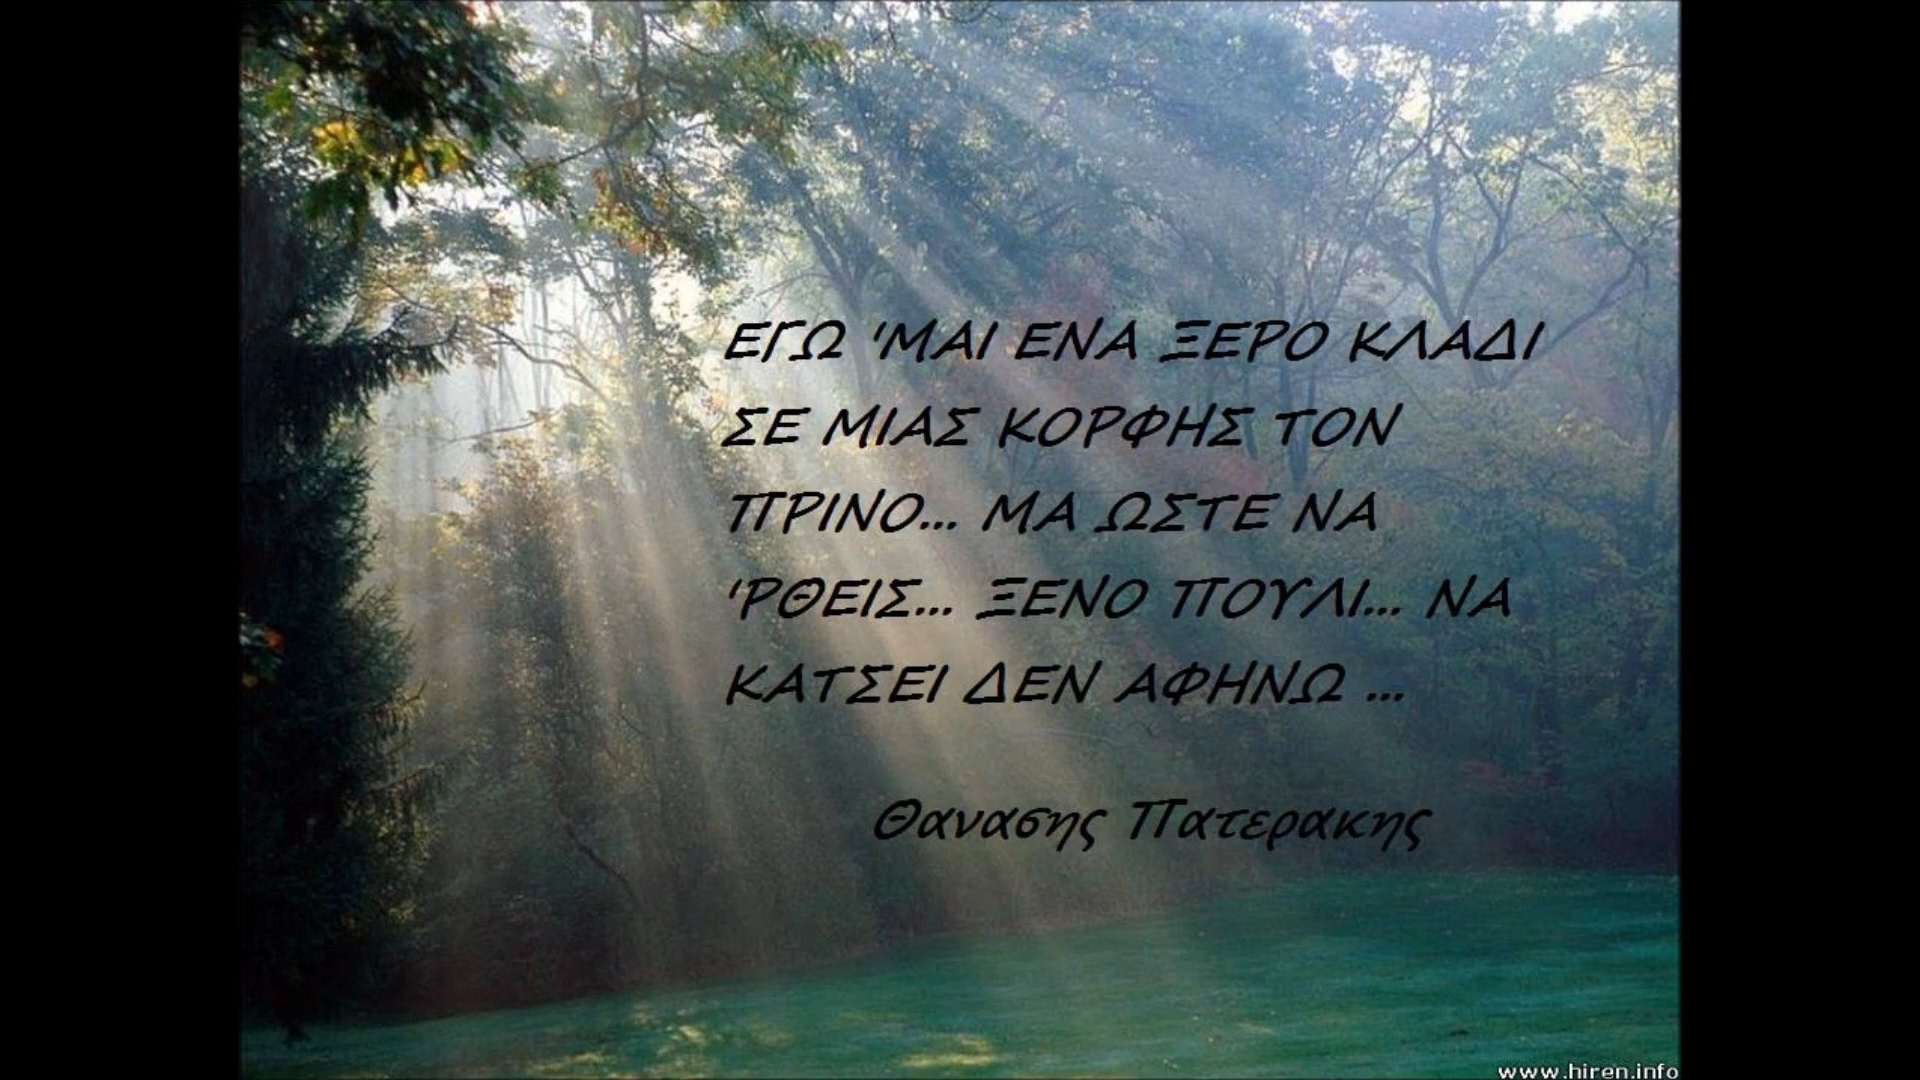 ΕΓΩ 'ΜΑΙ ΕΝΑ ΞΕΡΟ ΚΛΑΔΙ
ΣΕ ΜΙΑΣ ΚΟΡΦΗΣ ΤΟΝ
ΠΡΙΝΟ... ΜΑ ΩΣΤΕ ΝΑ
'ΡΘΕΙΣ... ΞΕΝΟ ΠΟΥΛΙ... ΝΑ
ΚΑΤΣΕΙ ΔΕΝ ΑΦΗΝΩ ...
Θανασης Πατερακης
www.hiren.info